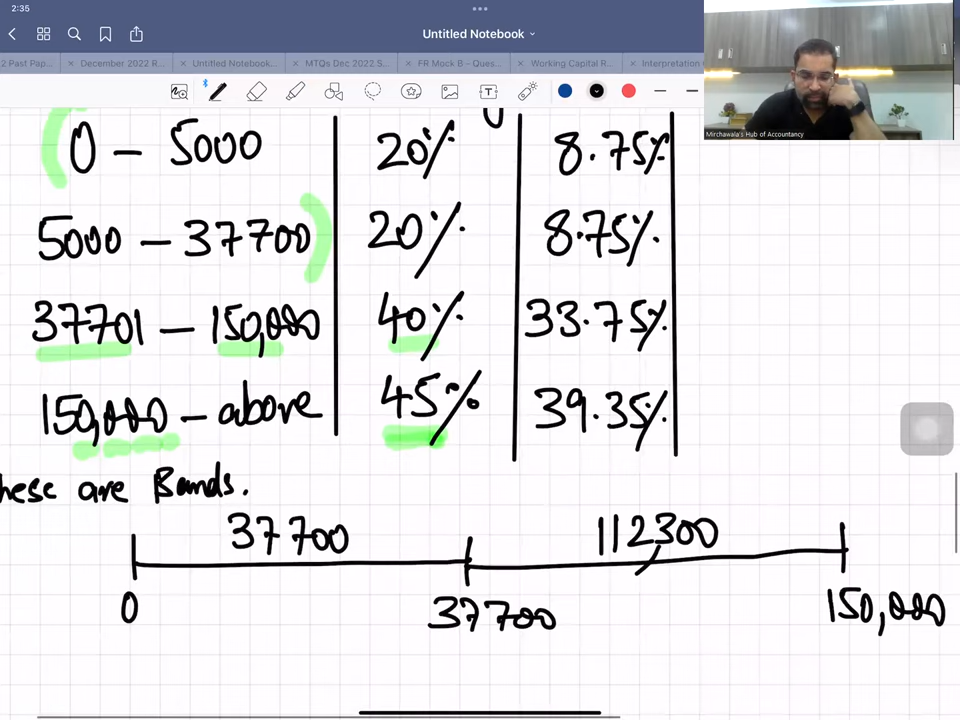 2:35
Untitled Notebook
2 Past Pap...
December 2022 R...
Untitled Notebook...
MTQs Dec 2022 S...
FR Mock B - Ques...
Working Capital R...
Interpretation
Mirchawala's Hub of Accountancy
0 – 5000 20% 8.75%
5000 – 37700 20% 8.75%
37701 – 150,000 40% 33.75%
150,000 – above 45% 39.35%
hese are Bands.
37700 112300
0 37700 150,000